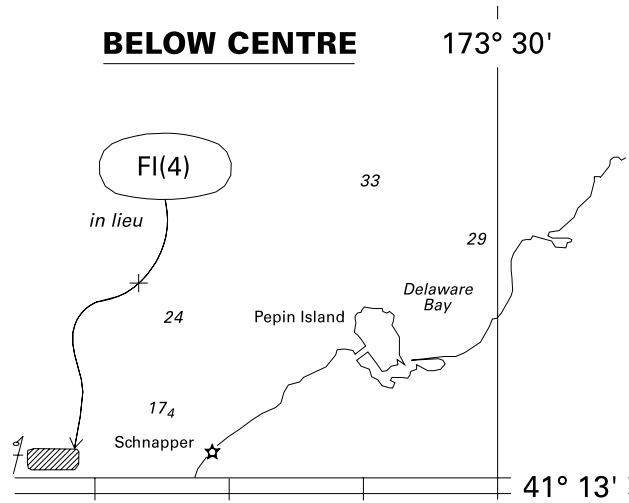 BELOW CENTRE
173° 30'
Fl(4)
33
in lieu
29
Delaware
Bay
24
Pepin Island
17₄
Schnapper
41° 13'